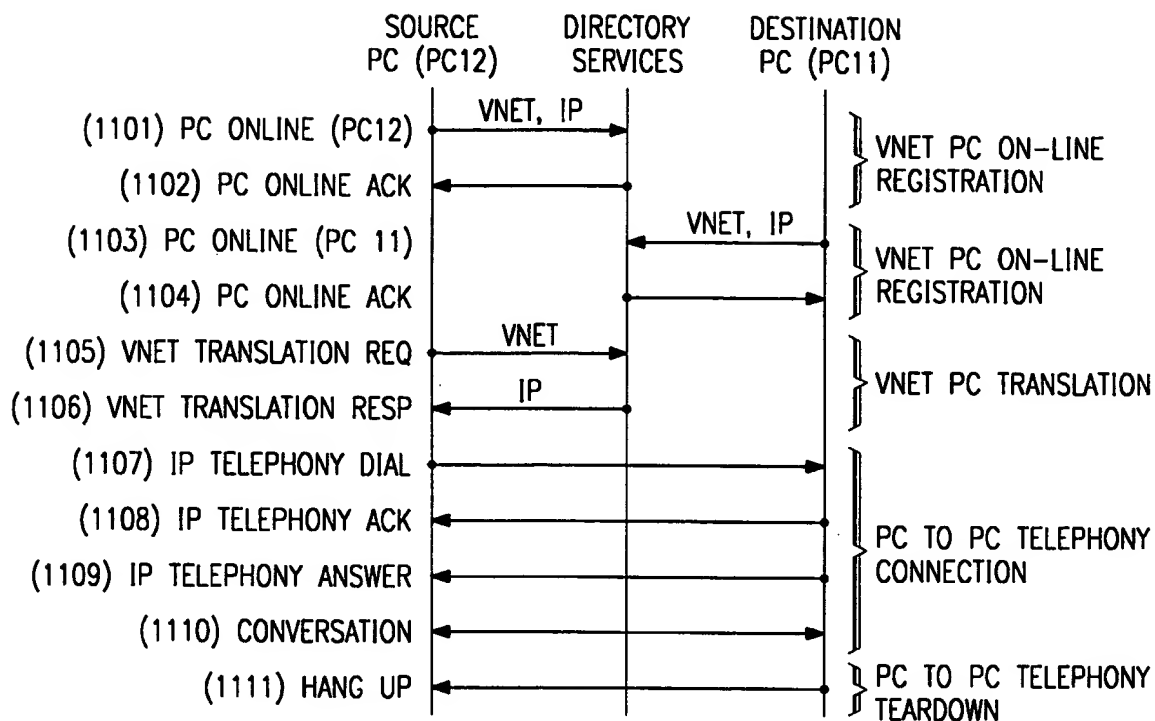 SOURCE
PC (PC12)
DIRECTORY
SERVICES
DESTINATION
PC (PC11)
(1101) PC ONLINE (PC12)
VNET, IP
(1102) PC ONLINE ACK
VNET PC ON-LINE
REGISTRATION
(1103) PC ONLINE (PC 11)
VNET, IP
(1104) PC ONLINE ACK
VNET PC ON-LINE
REGISTRATION
(1105) VNET TRANSLATION REQ
VNET
(1106) VNET TRANSLATION RESP
IP
VNET PC TRANSLATION
(1107) IP TELEPHONY DIAL
(1108) IP TELEPHONY ACK
(1109) IP TELEPHONY ANSWER
(1110) CONVERSATION
PC TO PC TELEPHONY
CONNECTION
(1111) HANG UP
PC TO PC TELEPHONY
TEARDOWN